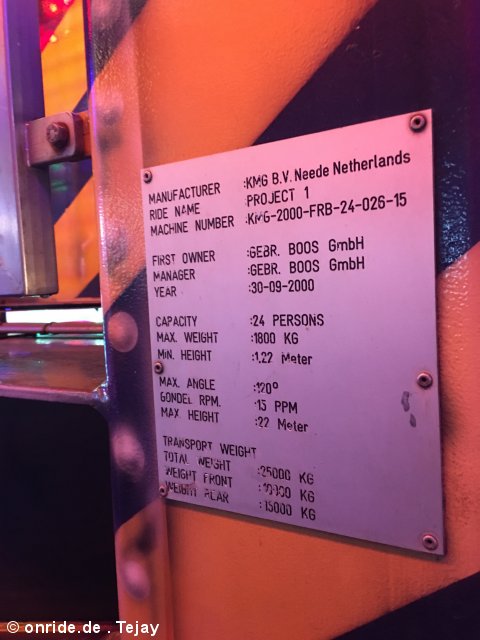 MANUFACTURER :KMG B.V. Neede Netherlands
RIDE NAME :PROJECT 1
MACHINE NUMBER :KMG-2000-FRB-24-026-15
FIRST OWNER :GEBR. BOOS GmbH
MANAGER :GEBR. BOOS GmbH
YEAR :30-09-2000
CAPACITY :24 PERSONS
MAX. WEIGHT :1800 KG
MIN. HEIGHT :1.22 Meter
MAX. ANGLE :120°
GONDEL RPM. :15 PPM
MAX. HEIGHT :22 Meter
TRANSPORT WEIGHT
TOTAL WEIGHT :25000 KG
WEIGHT FRONT KG
WEIGHT REAR :15000 KG
© onride.de . Tejay